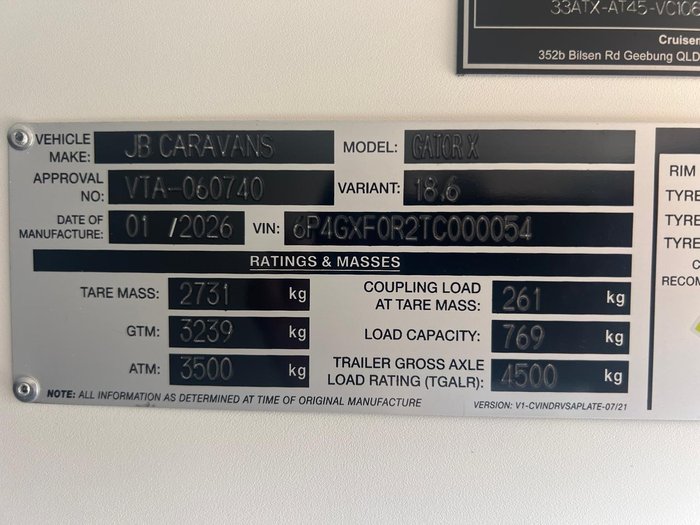 33ATX-AT45-VC106
Cruiser
352b Bilsen Rd Geebung QLD
VEHICLE MAKE: JB CARAVANS MODEL: GATOR X
APPROVAL NO: VTA-060740 VARIANT: 18.6
DATE OF MANUFACTURE: 01 /2026 VIN: 6P4GXF0R2TC000054
RATINGS & MASSES
TARE MASS: 2731 kg COUPLING LOAD AT TARE MASS: 261 kg
GTM: 3239 kg LOAD CAPACITY: 769 kg
ATM: 3500 kg TRAILER GROSS AXLE LOAD RATING (TGALR): 4500 kg
NOTE: ALL INFORMATION AS DETERMINED AT TIME OF ORIGINAL MANUFACTURE VERSION: V1-CVINDRVSAPLATE-07/21
RIM
TYRE
TYRE
TYRE
C
RECOM